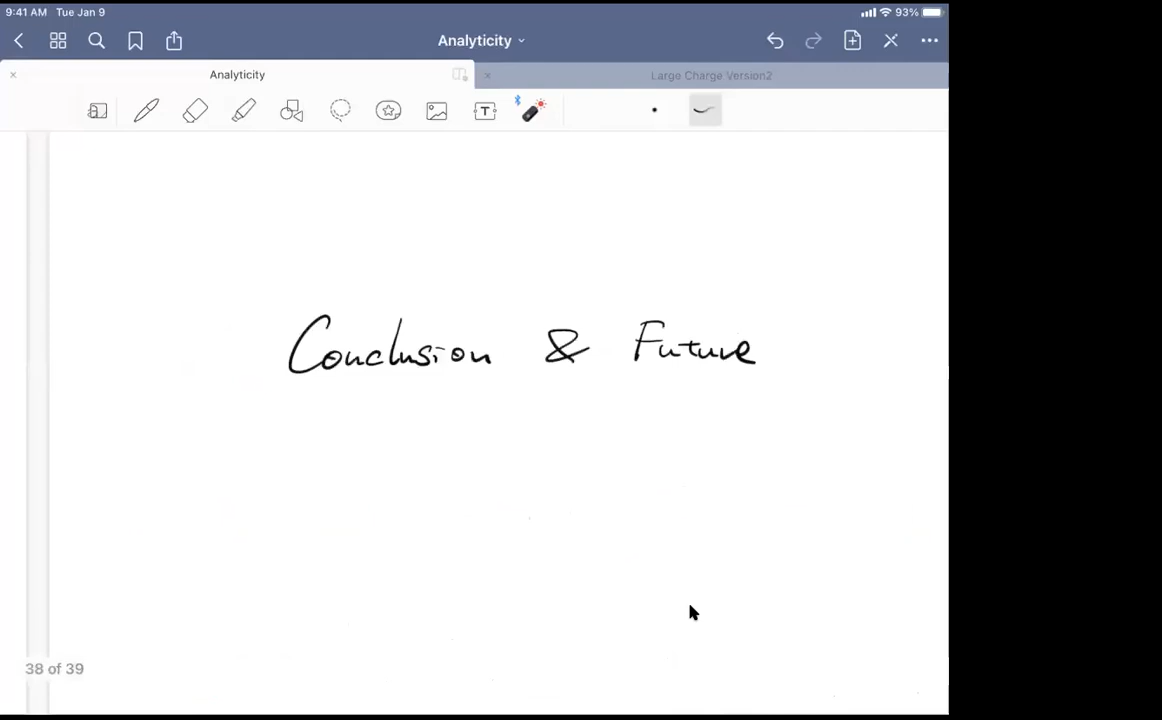 9:41 AM Tue Jan 9
93%
Analyticity
Analyticity
Large Charge Version2
T
Conclusion & Future
38 of 39